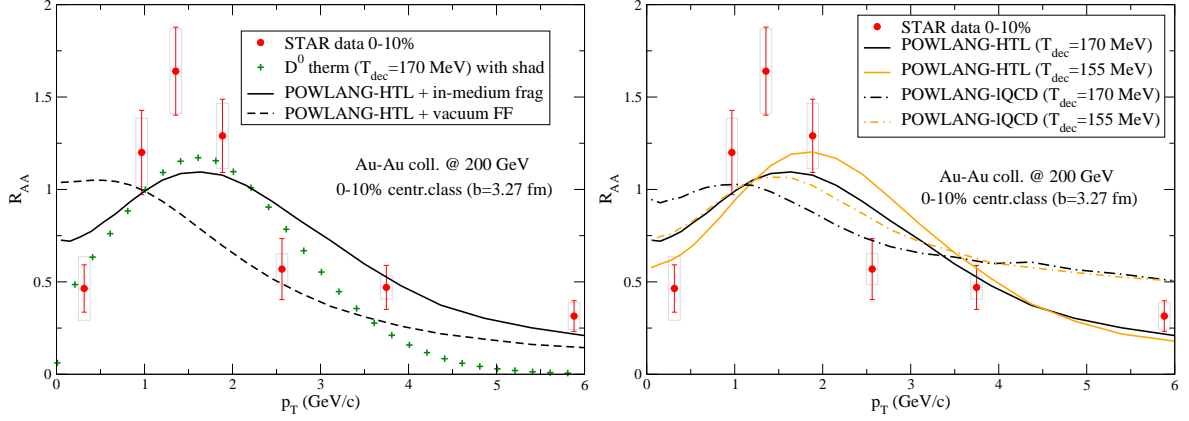 2
1.5
1
0.5
0
R_AA
STAR data 0-10%
D^0 therm (T_dec=170 MeV) with shad
POWLANG-HTL + in-medium frag
POWLANG-HTL + vacuum FF
Au-Au coll. @ 200 GeV
0-10% centr.class (b=3.27 fm)
0 1 2 3 4 5 6
p_T (GeV/c)
2
1.5
1
0.5
0
R_AA
STAR data 0-10%
POWLANG-HTL (T_dec=170 MeV)
POWLANG-HTL (T_dec=155 MeV)
POWLANG-lQCD (T_dec=170 MeV)
POWLANG-lQCD (T_dec=155 MeV)
Au-Au coll. @ 200 GeV
0-10% centr.class (b=3.27 fm)
0 1 2 3 4 5 6
p_T (GeV/c)